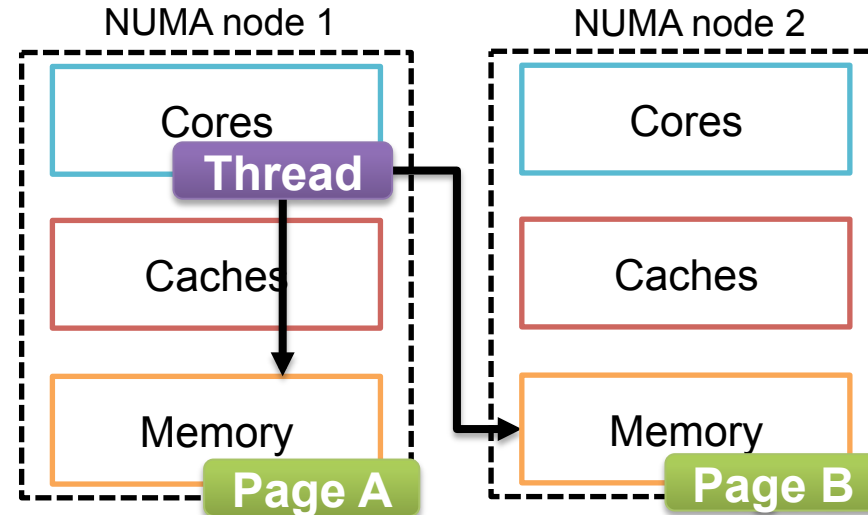 NUMA node 1
Cores
Thread
Caches
Memory
Page A
NUMA node 2
Cores
Caches
Memory
Page B